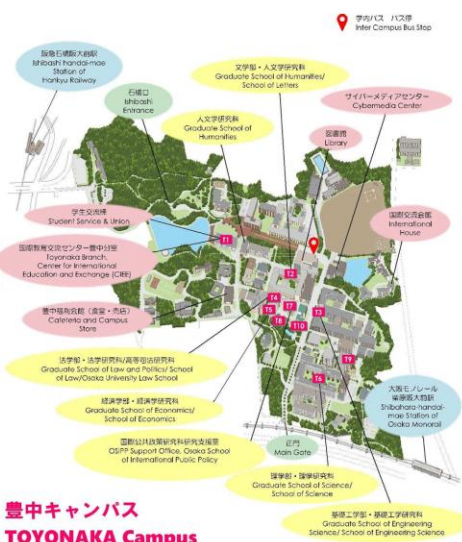 学内バス　バス停
Inter Campus Bus Stop
阪急石橋阪大前駅
Ishibashi handai-mae
Station of
Hankyu Railway
石橋口
Ishibashi
Entrance
文学部・人文学研究科
Graduate School of Humanities/
School of Letters
人文学研究科
Graduate School of
Humanities
サイバーメディアセンター
Cybermedia Center
図書館
Library
学生交流棟
Student Service & Union
国際教育交流センター豊中分室
Toyonaka Branch,
Center for International
Education and Exchange (CIEE)
国際交流会館
International
House
豊中福利会館（食堂・売店）
Cafeteria and Campus
Store
T1
T2
T4
T5
T7
T3
T8
T10
T9
T6
法学部・法学研究科/高等司法研究科
Graduate School of Law and Politics/ School
of Law/Osaka University Law School
経済学部・経済学研究科
Graduate School of Economics/
School of Economics
国際公共政策研究科研究支援室
OSIPP Support Office, Osaka School
of International Public Policy
正門
Main Gate
大阪モノレール
柴原阪大前駅
Shibahara-handai-
mae Station of
Osaka Monorail
理学部・理学研究科
Graduate School of Science/
School of Science
基礎工学部・基礎工学研究科
Graduate School of Engineering
Science/ School of Engineering Science
豊中キャンパス
TOYONAKA Campus